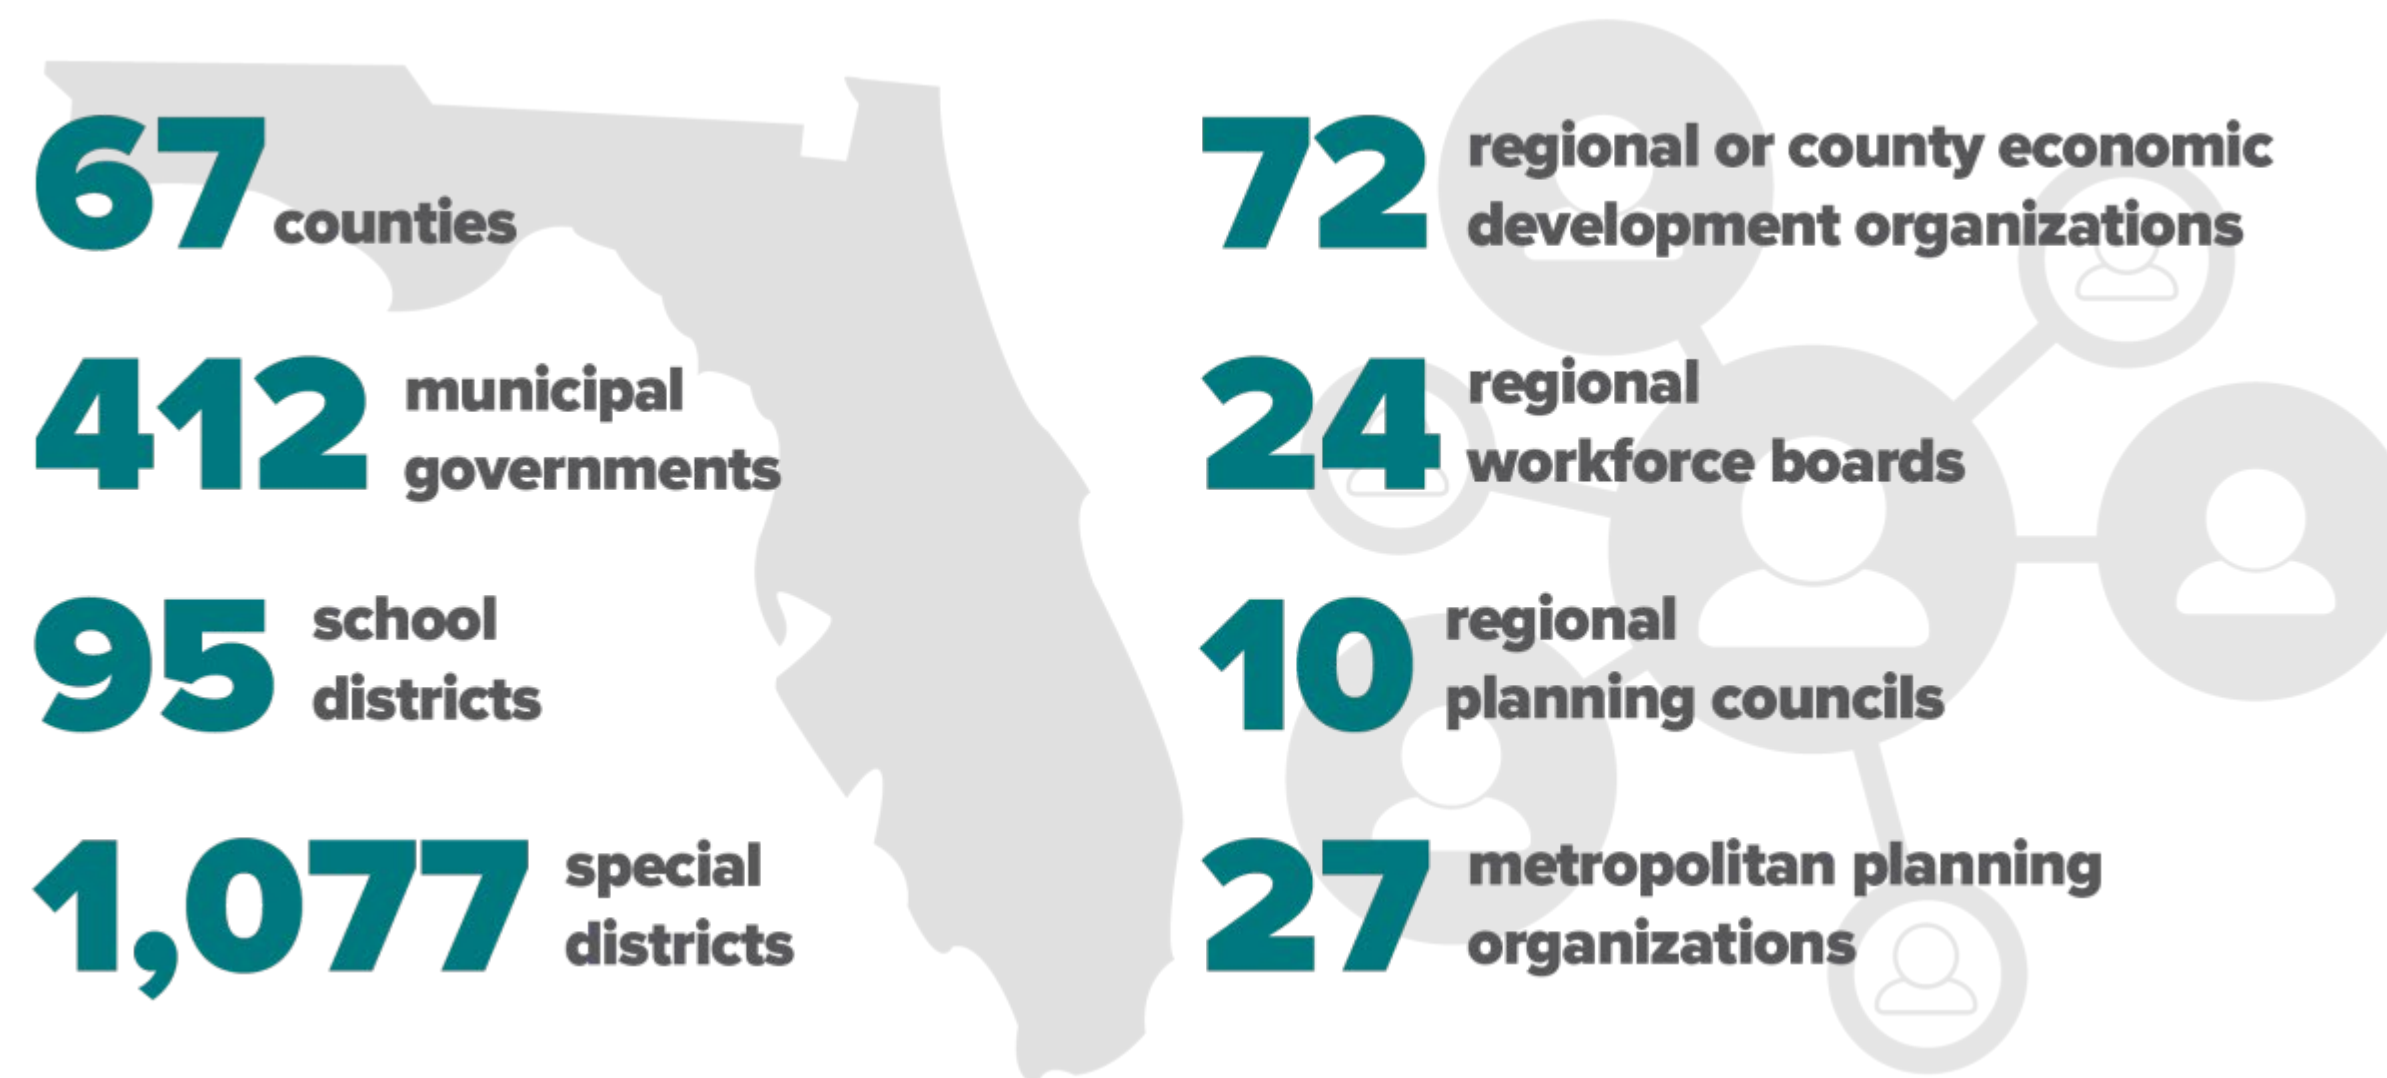 67 counties
412 municipal
governments
95 school
districts
1,077 special
districts
72 regional or county economic
development organizations
24 regional
workforce boards
10 regional
planning councils
27 metropolitan planning
organizations